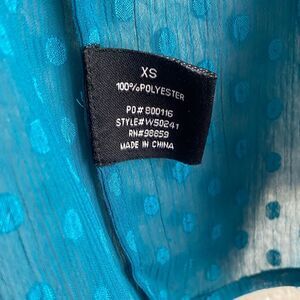 XS
100%POLYESTER
PO#800116
STYLE#W50241
RN#98859
MADE IN CHINA